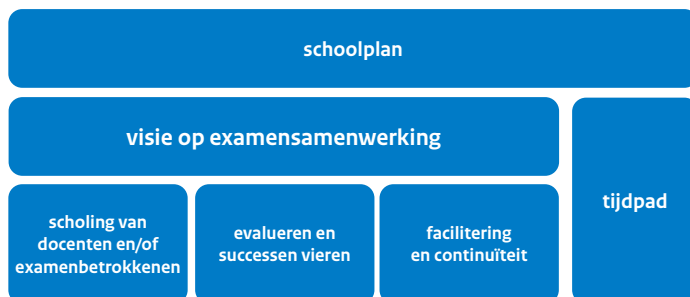 schoolplan
visie op examensamenwerking
tijdpad
scholing van
docenten en/of
examenbetrokkenen
evalueren en
successen vieren
facilitering
en continuïteit